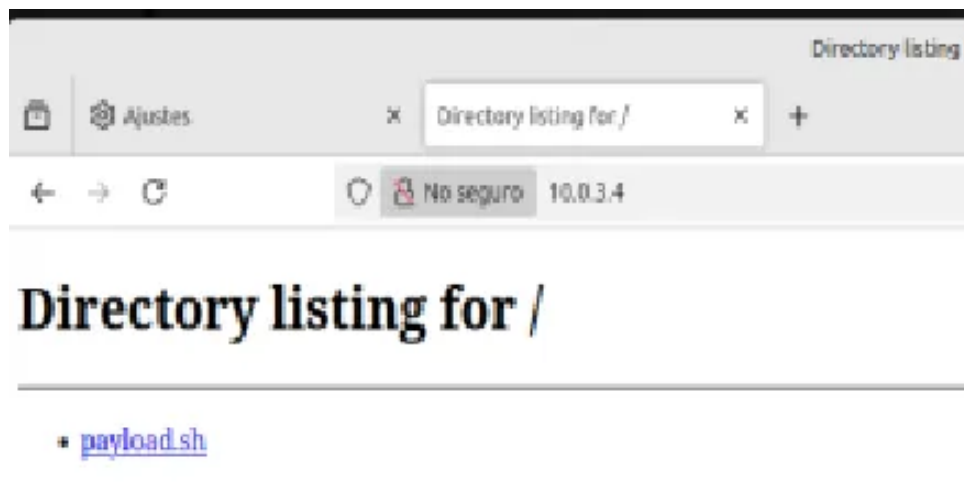 Directory listing
Ajustes
Directory listing for /
No seguro 10.0.3.4
Directory listing for /
payload.sh